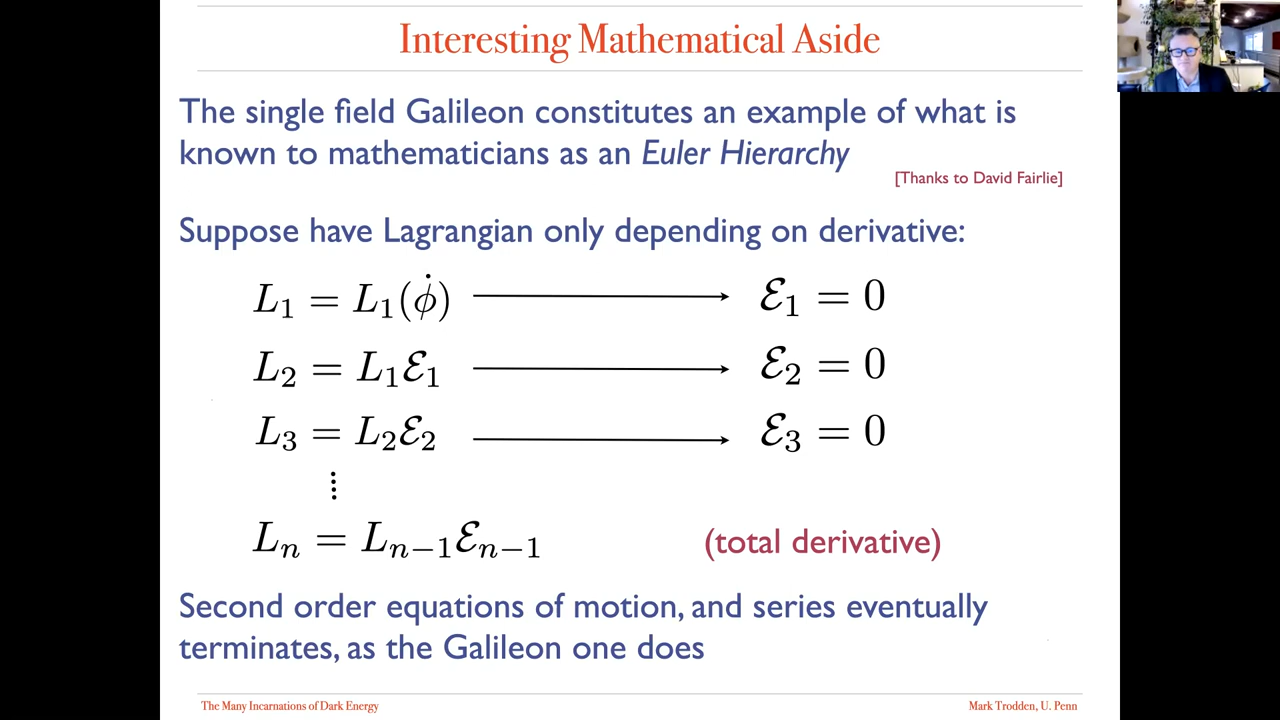 Interesting Mathematical Aside
The single field Galileon constitutes an example of what is
known to mathematicians as an Euler Hierarchy
[Thanks to David Fairlie]
Suppose have Lagrangian only depending on derivative:
L₁ = L₁(ϕ̇) ⟶ ℰ₁ = 0
L₂ = L₁ℰ₁ ⟶ ℰ₂ = 0
L₃ = L₂ℰ₂ ⟶ ℰ₃ = 0
⋮
Lₙ = Lₙ₋₁ℰₙ₋₁ (total derivative)
Second order equations of motion, and series eventually
terminates, as the Galileon one does
The Many Incarnations of Dark Energy Mark Trodden, U. Penn